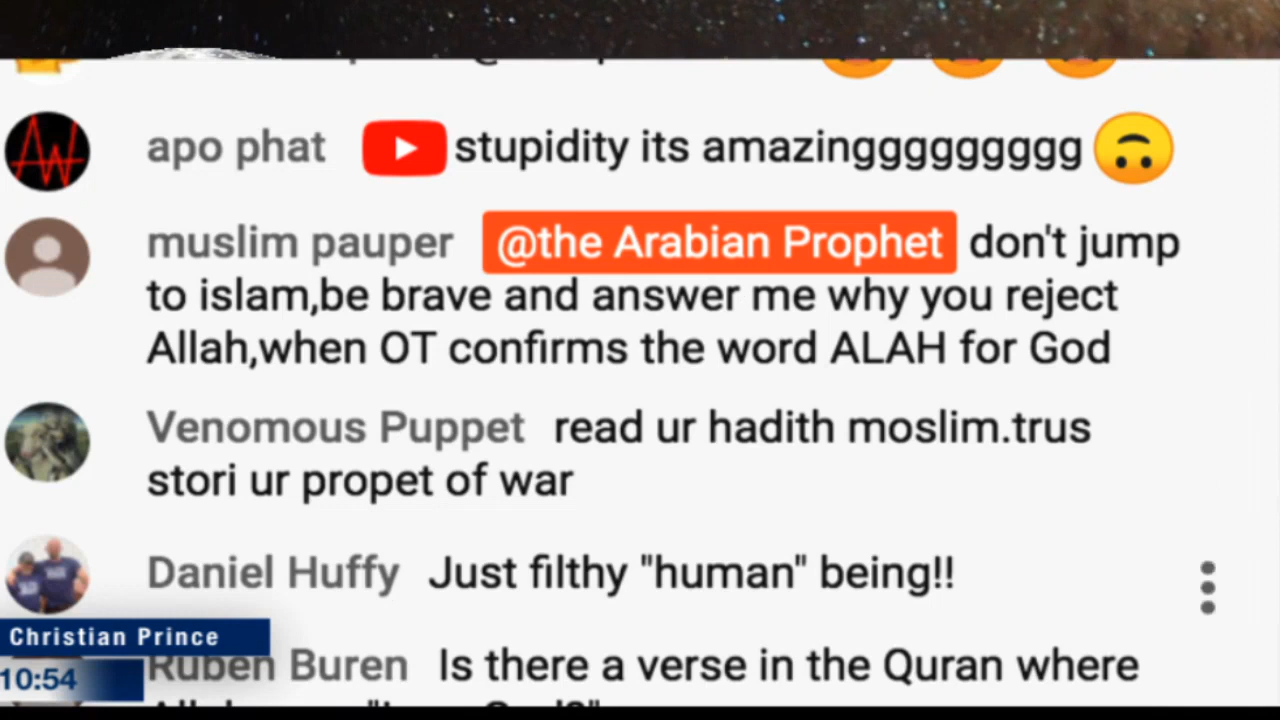 apo phat stupidity its amazinggggggggg
muslim pauper @the Arabian Prophet don't jump
to islam,be brave and answer me why you reject
Allah,when OT confirms the word ALAH for God
Venomous Puppet read ur hadith moslim.trus
stori ur propet of war
Daniel Huffy Just filthy "human" being!!
Christian Prince
10:54
Ruben Buren Is there a verse in the Quran where